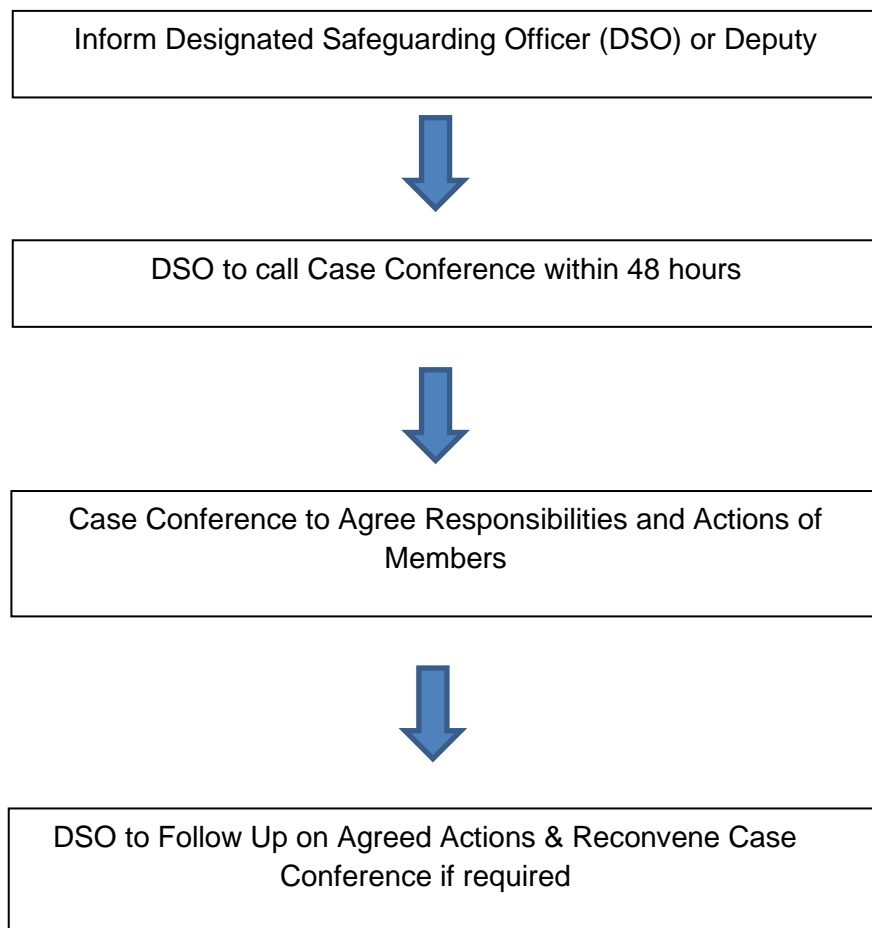 Inform Designated Safeguarding Officer (DSO) or Deputy
DSO to call Case Conference within 48 hours
Case Conference to Agree Responsibilities and Actions of
Members
DSO to Follow Up on Agreed Actions & Reconvene Case
Conference if required